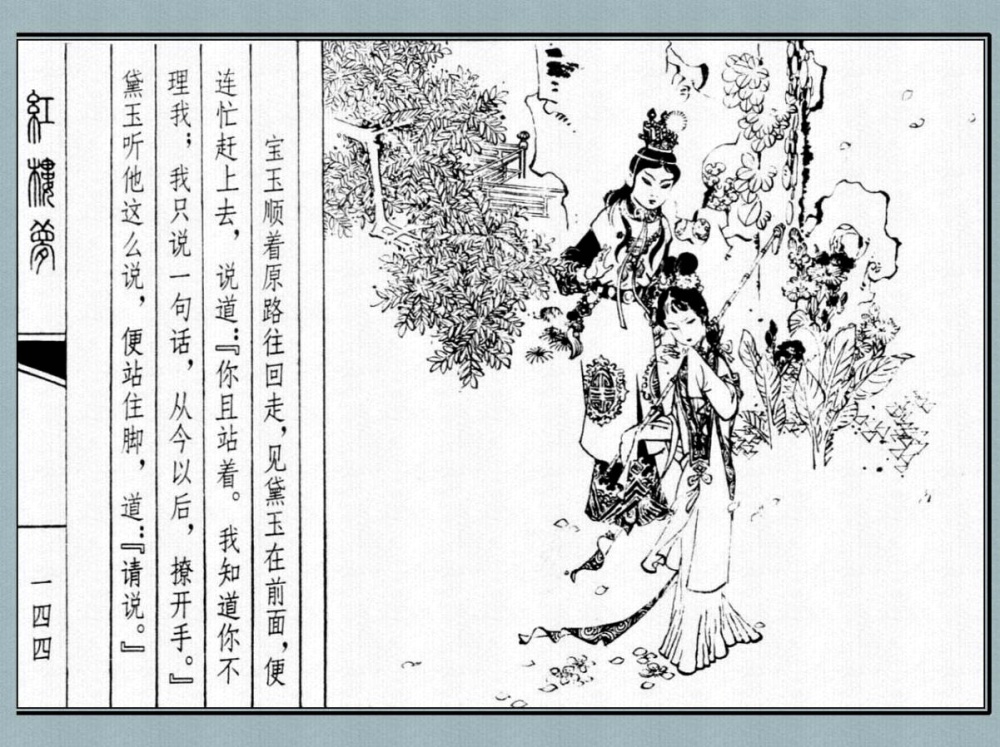 宝玉顺着原路往回走，见黛玉在前面，便
连忙赶上去，说道：『你且站着。我知道你不
理我；我只说一句话，从今以后，撩开手。』
黛玉听他这么说，便站住脚，道：『请说。』
红楼梦
一四四